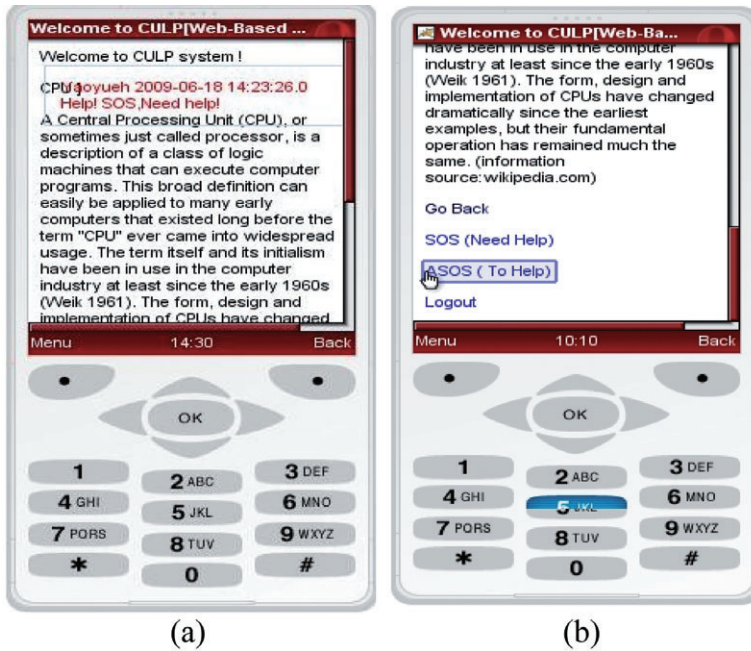 Welcome to CULP[Web-Based ...
Welcome to CULP system !
CPU ]
Yaoyueh 2009-06-18 14:23:26.0
Help! SOS,Need help!
A Central Processing Unit (CPU), or
sometimes just called processor, is a
description of a class of logic
machines that can execute computer
programs. This broad definition can
easily be applied to many early
computers that existed long before the
term "CPU" ever came into widespread
usage. The term itself and its initialism
have been in use in the computer
industry at least since the early 1960s
(Weik 1961). The form, design and
implementation of CPUs have changed
Menu 14:30 Back
OK
1 2 ABC 3 DEF
4 GHI 5 JKL 6 MNO
7 PQRS 8 TUV 9 WXYZ
* 0 #
(a)
Welcome to CULP[Web-Ba...
have been in use in the computer
industry at least since the early 1960s
(Weik 1961). The form, design and
implementation of CPUs have changed
dramatically since the earliest
examples, but their fundamental
operation has remained much the
same. (information
source:wikipedia.com)
Go Back
SOS (Need Help)
ASOS ( To Help)
Logout
Menu 10:10 Back
OK
1 2 ABC 3 DEF
4 GHI 5 JKL 6 MNO
7 PQRS 8 TUV 9 WXYZ
* 0 #
(b)